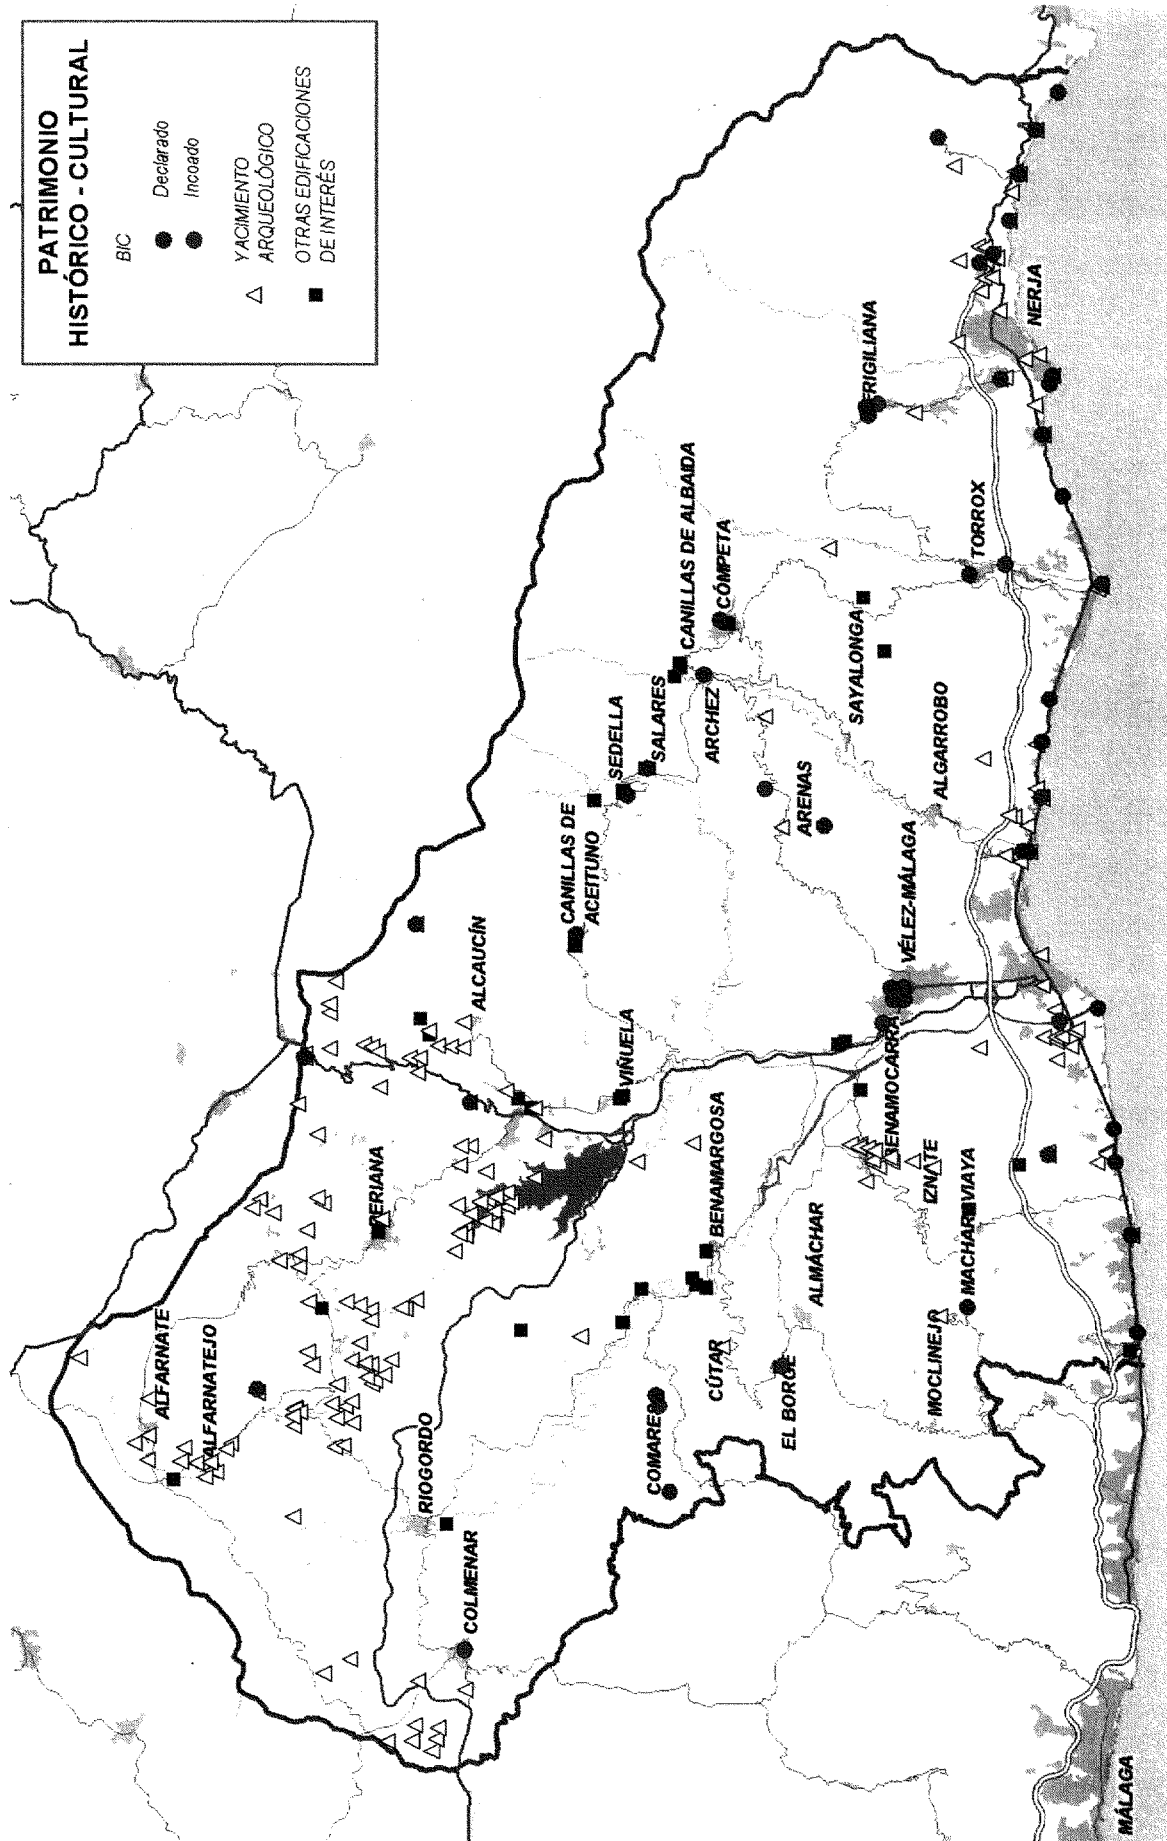 PATRIMONIO
HISTÓRICO - CULTURAL
BIC
Declarado
Incoado
YACIMIENTO
ARQUEOLÓGICO
OTRAS EDIFICACIONES
DE INTERÉS
ALFARNATE
ALFARNATEJO
PERIANA
RIOGORDO
COLMENAR
ALCAUCÍN
VIÑUELA
CANILLAS DE
ACEITUNO
SEDELLA
SALARES
CANILLAS DE ALBAIDA
CÓMPETA
ARCHEZ
ARENAS
SAYALONGA
ALGARROBO
FRIGILIANA
TORROX
NERJA
VÉLEZ-MÁLAGA
BENAMOCARRA
BENAMARGOSA
IZNATE
MACHARAVIAYA
ALMÁCHAR
CÚTAR
COMARES
EL BORGE
MOCLINEJO
MÁLAGA